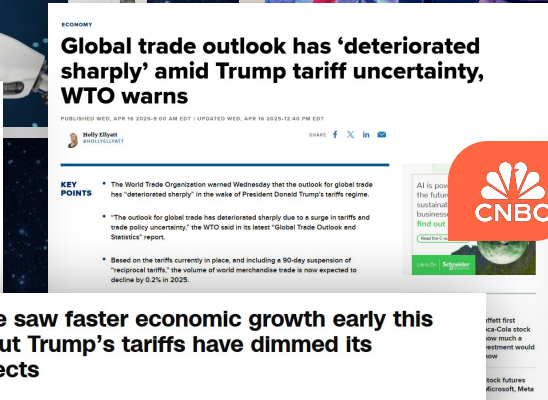 ECONOMY
Global trade outlook has ‘deteriorated
sharply’ amid Trump tariff uncertainty,
WTO warns
PUBLISHED WED, APR 16 2025•9:00 AM EDT | UPDATED WED, APR 16 2025•12:40 PM EDT
Holly Ellyatt
@HOLLYELLYATT
SHARE
KEY
POINTS
• The World Trade Organization warned Wednesday that the outlook for global trade
has “deteriorated sharply” in the wake of President Donald Trump’s tariffs regime.
• “The outlook for global trade has deteriorated sharply due to a surge in tariffs and
trade policy uncertainty,” the WTO said in its latest “Global Trade Outlook and
Statistics” report.
• Based on the tariffs currently in place, and including a 90-day suspension of
“reciprocal tariffs,” the volume of world merchandise trade is now expected to
decline by 0.2% in 2025.
AI is pow
the futur
sustainab
businesse
find out
Read the C
Life Is On | Schneider
CNBC
e saw faster economic growth early this
ut Trump’s tariffs have dimmed its
ects
uffett first
oca-Cola stock
ow much a
vestment would
now
tock futures
Microsoft, Meta